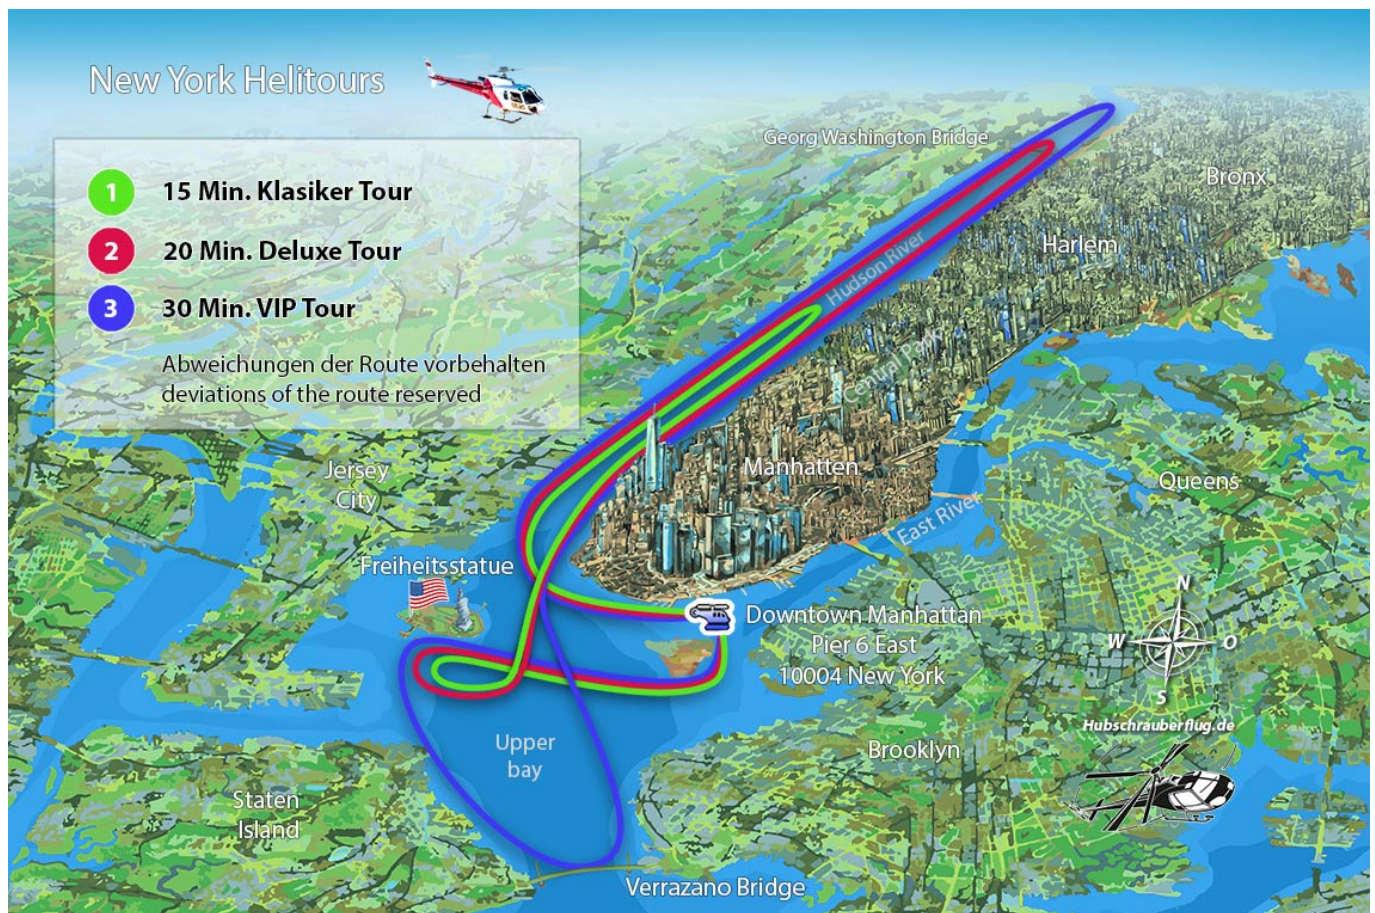 New York Helitours
1 15 Min. Klasiker Tour
2 20 Min. Deluxe Tour
3 30 Min. VIP Tour
Abweichungen der Route vorbehalten
deviations of the route reserved
Georg Washington Bridge
Bronx
Harlem
Hudson River
Central Park
Manhatten
Jersey
City
Queens
East River
Freiheitsstatue
Downtown Manhattan
Pier 6 East
10004 New York
N
W
O
S
Hubschrauberflug.de
Upper
bay
Brooklyn
Staten
Island
Verrazano Bridge